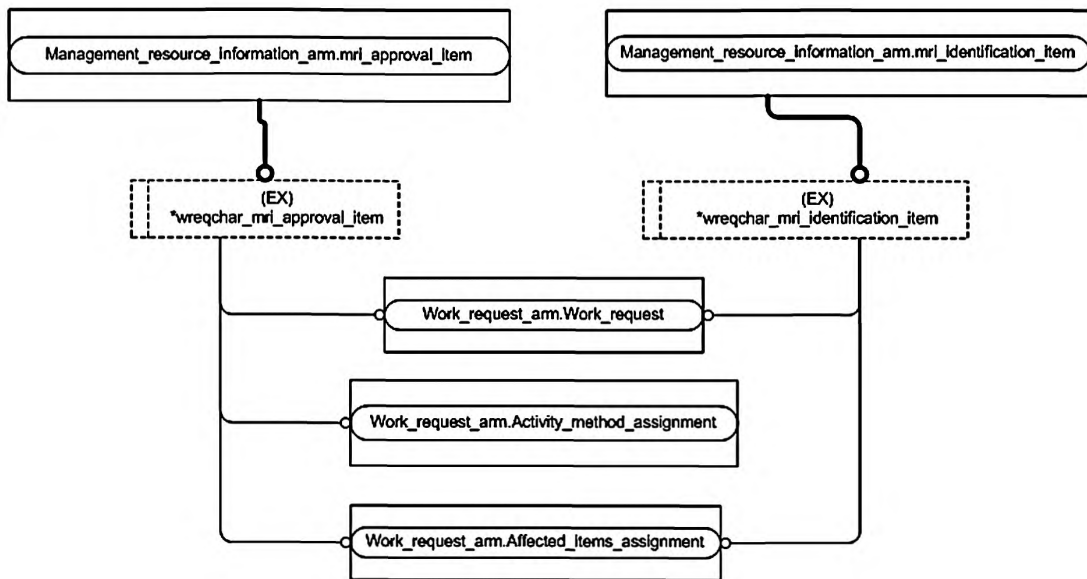 Management_resource_information_arm.mri_approval_item
Management_resource_information_arm.mri_identification_item
(EX)
*wreqchar_mri_approval_item
(EX)
*wreqchar_mri_identification_item
Work_request_arm.Work_request
Work_request_arm.Activity_method_assignment
Work_request_arm.Affected_items_assignment